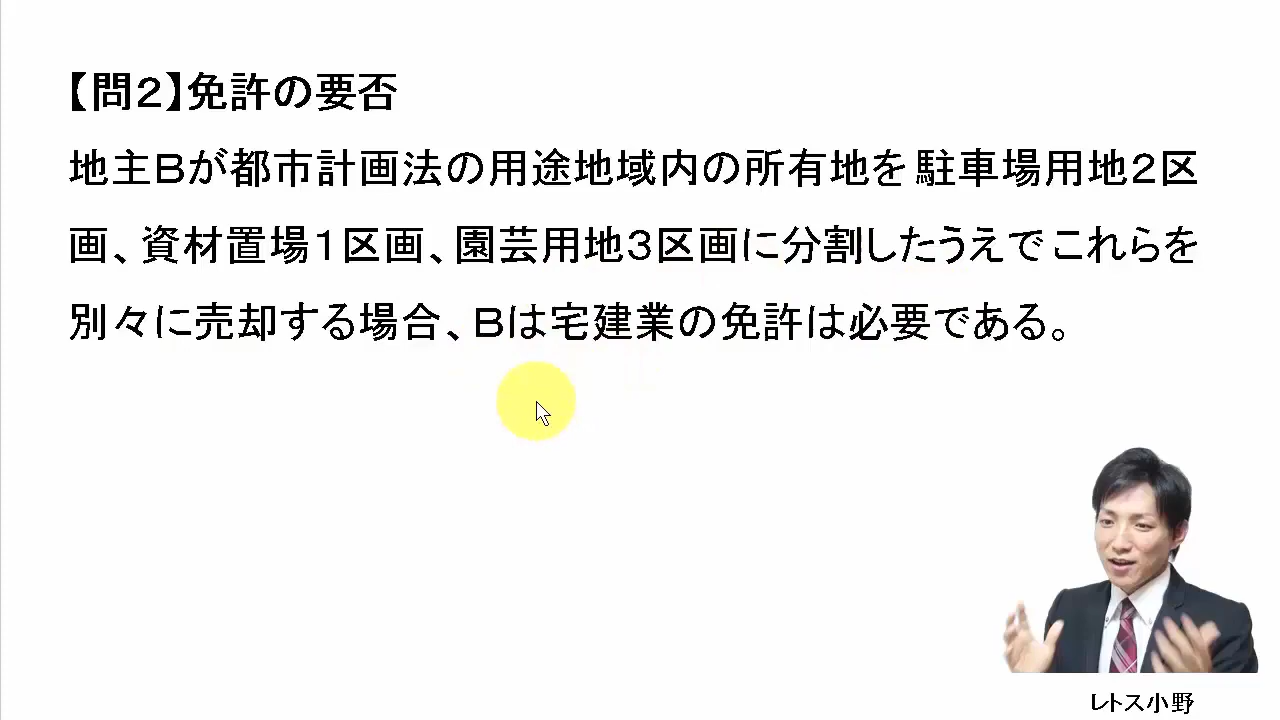 【問２】免許の要否
地主Ｂが都市計画法の用途地域内の所有地を駐車場用地２区
画、資材置場１区画、園芸用地３区画に分割したうえでこれらを
別々に売却する場合、Ｂは宅建業の免許は必要である。
レトス小野